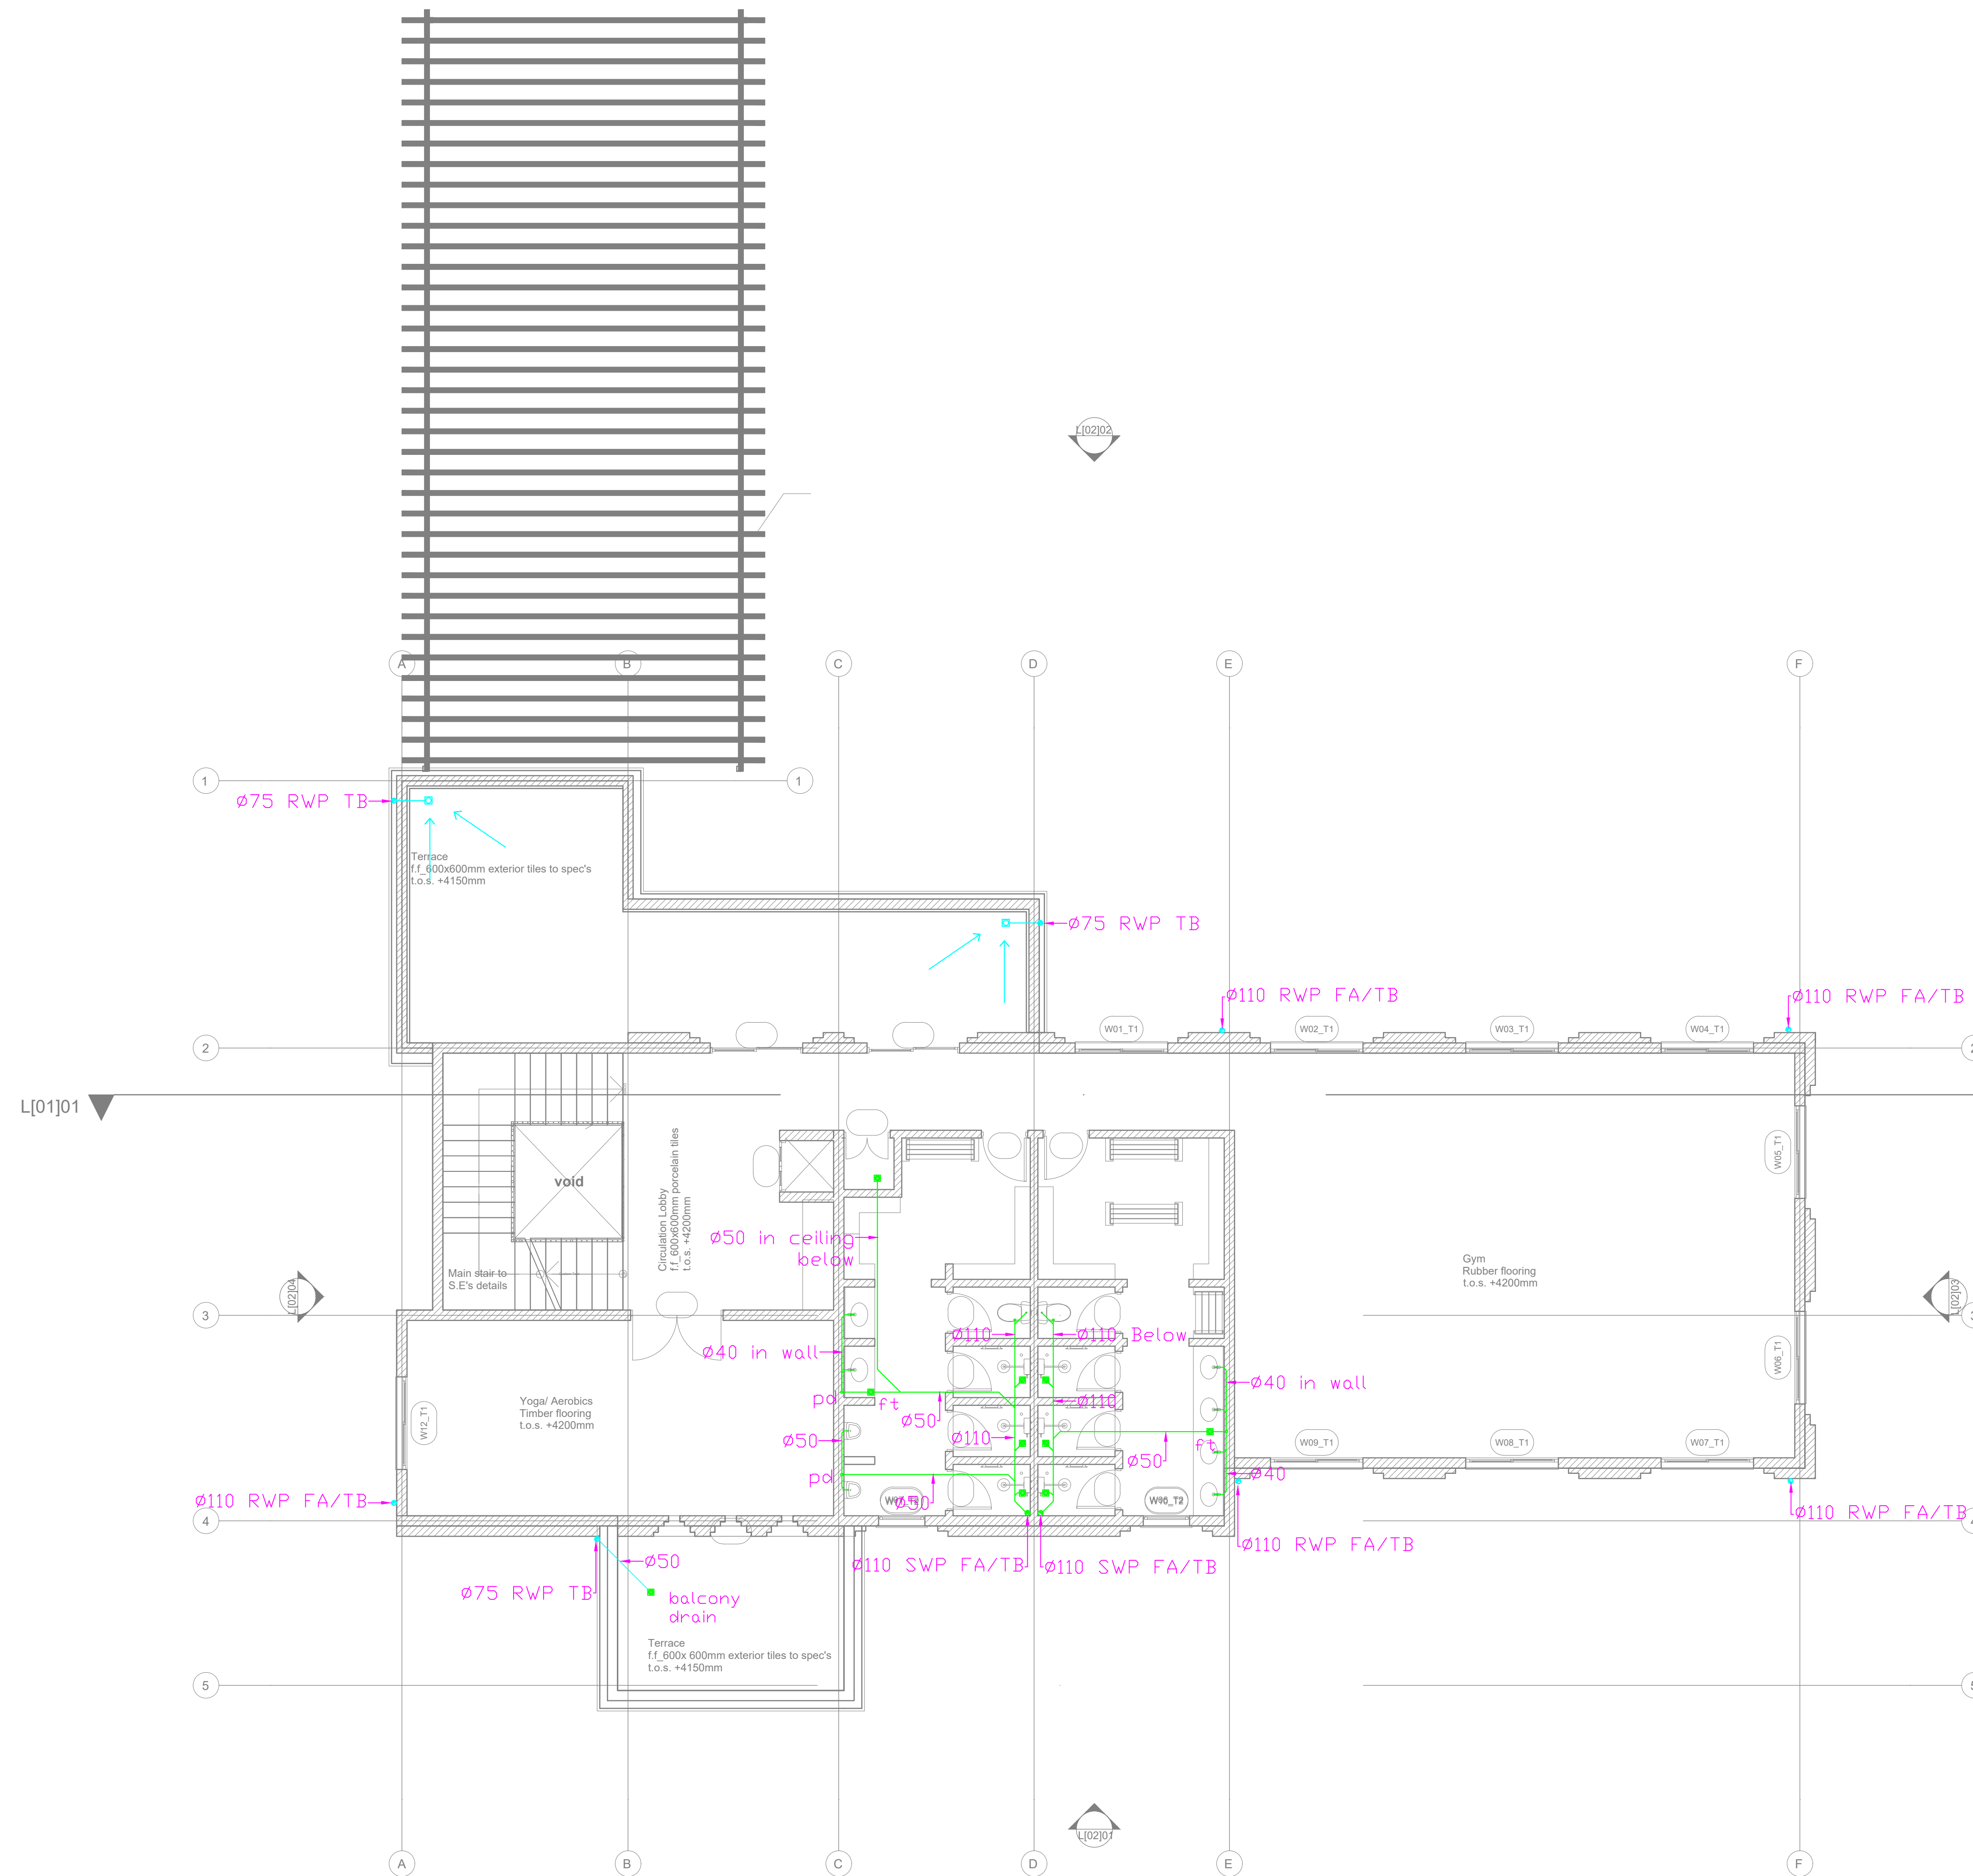 L[02]02
A
B
C
D
E
F
1
1
ø75 RWP TB
Terrace
f.f_600x600mm exterior tiles to spec's
t.o.s. +4150mm
ø75 RWP TB
ø110 RWP FA/TB
ø110 RWP FA/TB
W01_T1
W02_T1
W03_T1
W04_T1
2
2
L[01]01
W05_T1
void
Circulation Lobby
f.f_600x600mm porcelain tiles
t.o.s. +4200mm
ø50 in ceiling
below
Main stair to
S.E's details
Gym
Rubber flooring
t.o.s. +4200mm
L[02]04
L[02]03
3
3
ø110
ø110 Below
ø40 in wall
W06_T1
ø40 in wall
pd
ft
ø50
ø110
Yoga/ Aerobics
Timber flooring
t.o.s. +4200mm
W12_T1
ø50
ø110
ft
ø50
W09_T1
W08_T1
W07_T1
pd
ø40
ø50
ø110 RWP FA/TB
ø110 RWP FA/TB
4
ø110 RWP FA/TB
ø50
ø110 SWP FA/TB
ø110 SWP FA/TB
ø75 RWP TB
balcony
drain
Terrace
f.f_600x 600mm exterior tiles to spec's
t.o.s. +4150mm
5
5
L[02]01
A
B
C
D
E
F